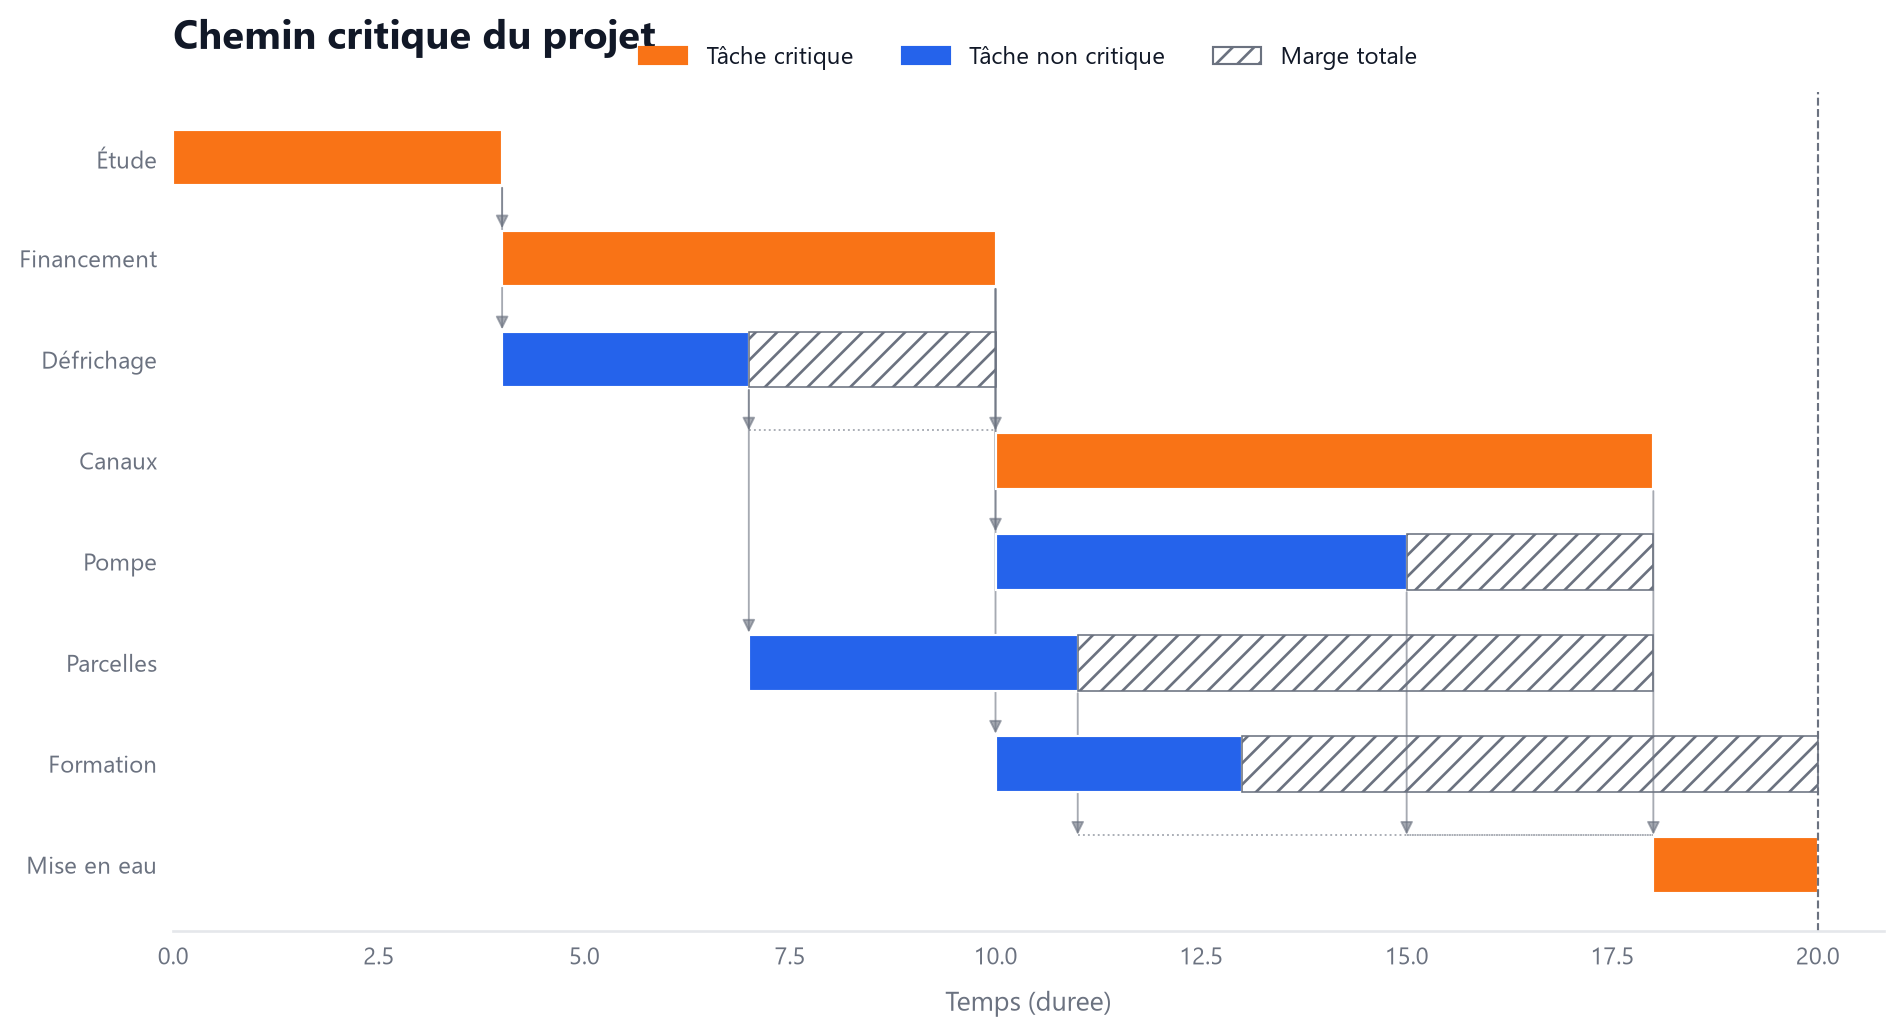 Chemin critique du projet
Tâche critique
Tâche non critique
Marge totale
Étude
Financement
Défrichage
Canaux
Pompe
Parcelles
Formation
Mise en eau
0.0 2.5 5.0 7.5 10.0 12.5 15.0 17.5 20.0
Temps (duree)